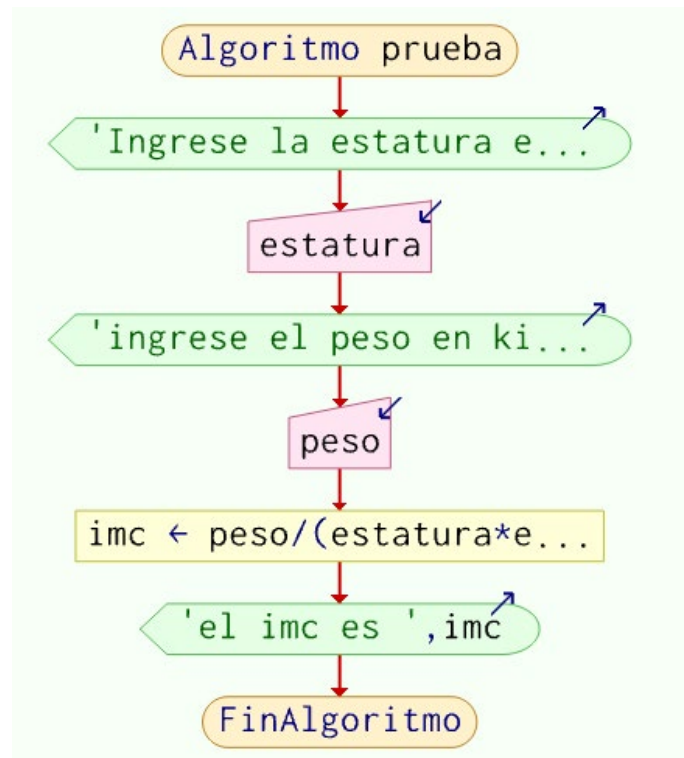 Algoritmo prueba
'Ingrese la estatura e...
estatura
'ingrese el peso en ki...
peso
imc ← peso/(estatura*e...
'el imc es ',imc
FinAlgoritmo